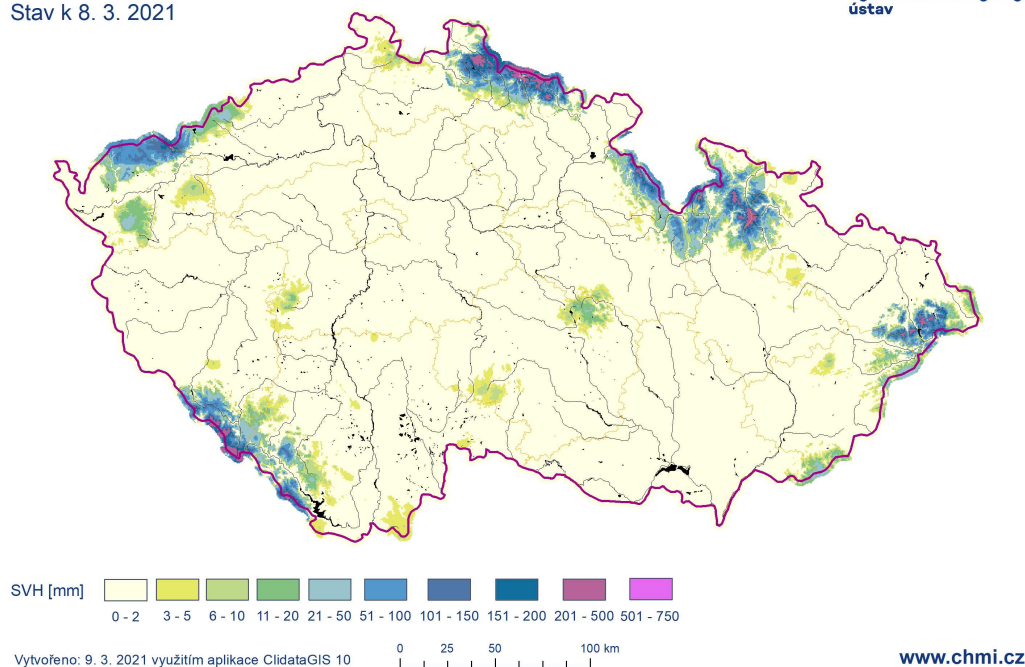 Stav k 8. 3. 2021
ústav
SVH [mm]
0 - 2 3 - 5 6 - 10 11 - 20 21 - 50 51 - 100 101 - 150 151 - 200 201 - 500 501 - 750
0 25 50 100 km
Vytvořeno: 9. 3. 2021 využitím aplikace ClidataGIS 10
www.chmi.cz